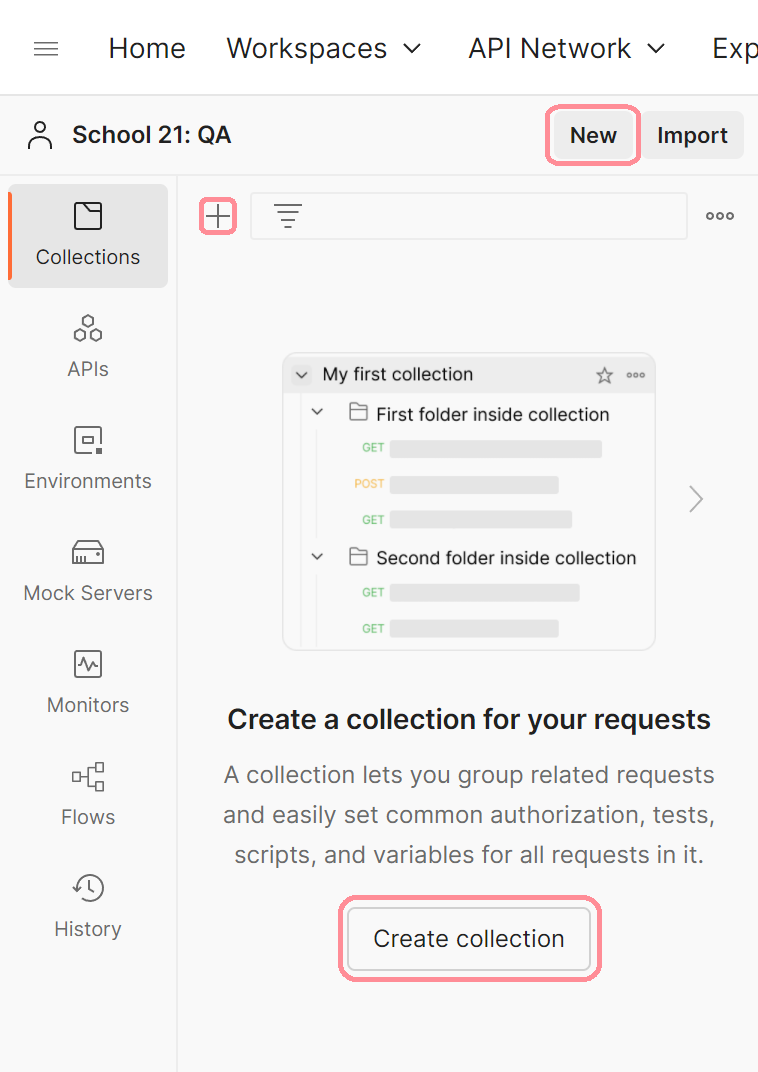 Home Workspaces API Network Exp
School 21: QA New Import
Collections
APIs
Environments
Mock Servers
Monitors
Flows
History
My first collection
First folder inside collection
GET
POST
GET
Second folder inside collection
GET
GET
Create a collection for your requests
A collection lets you group related requests
and easily set common authorization, tests,
scripts, and variables for all requests in it.
Create collection